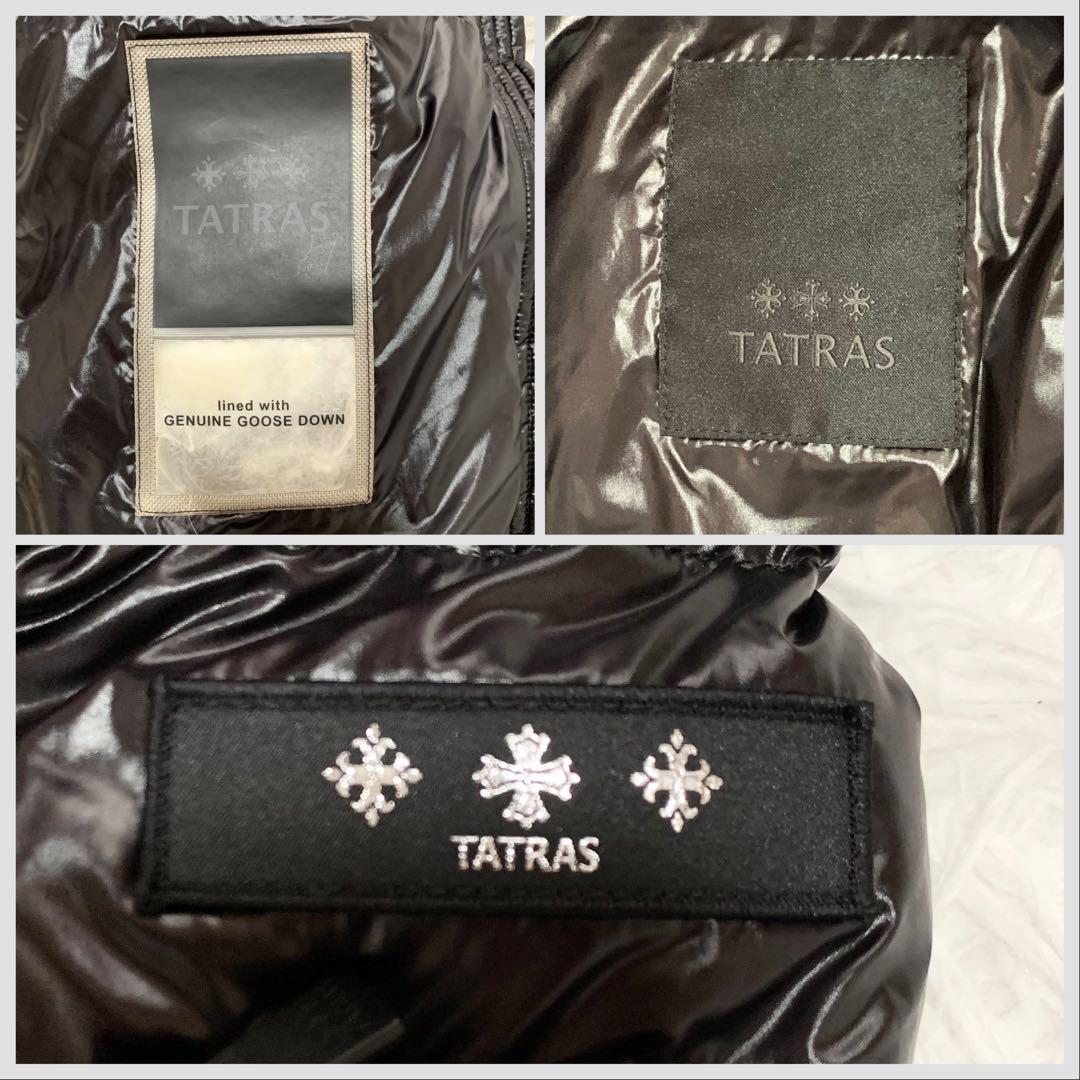 TATRAS
lined with
GENUINE GOOSE DOWN
TATRAS
TATRAS